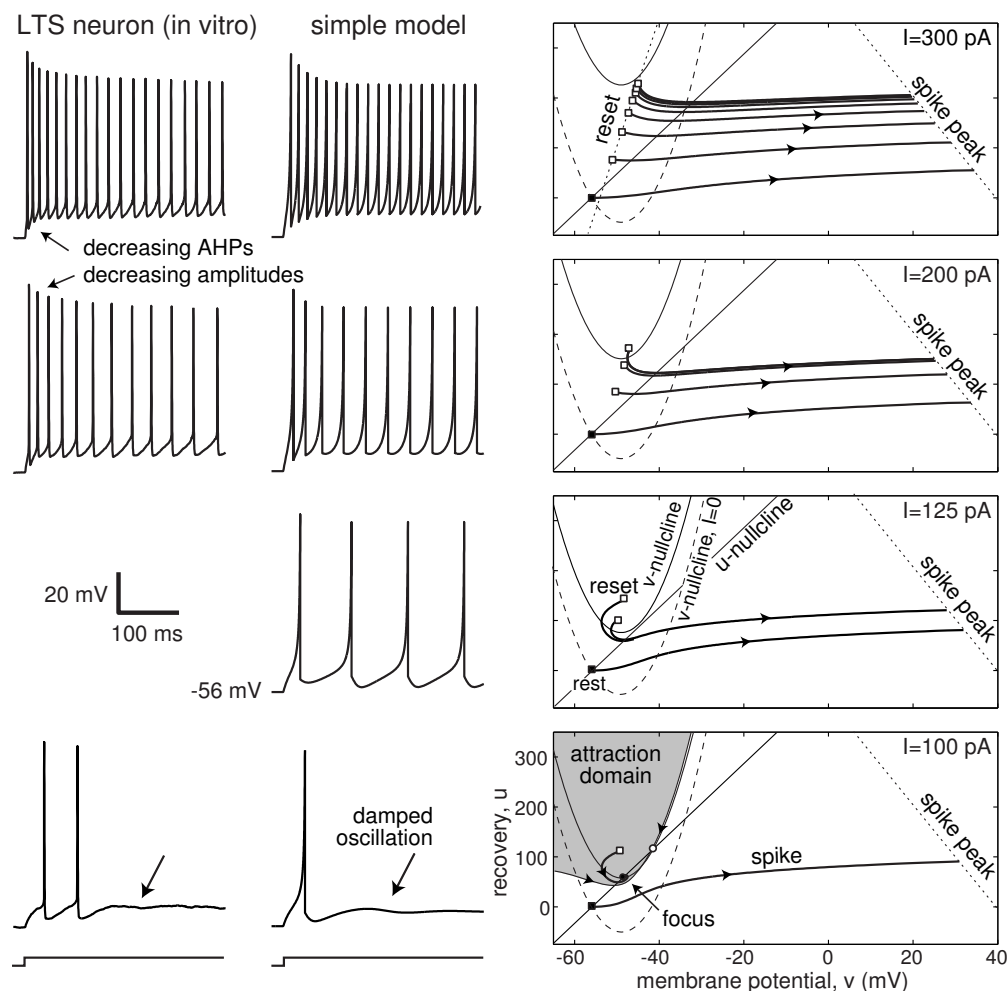 LTS neuron (in vitro)
simple model
decreasing AHPs
decreasing amplitudes
20 mV
100 ms
-56 mV
damped
oscillation
I=300 pA
reset
spike peak
I=200 pA
spike peak
I=125 pA
v-nullcline
v-nullcline, I=0
u-nullcline
reset
rest
spike peak
I=100 pA
attraction
domain
spike
focus
spike peak
300
200
100
0
recovery, u
-60 -40 -20 0 20 40
membrane potential, v (mV)